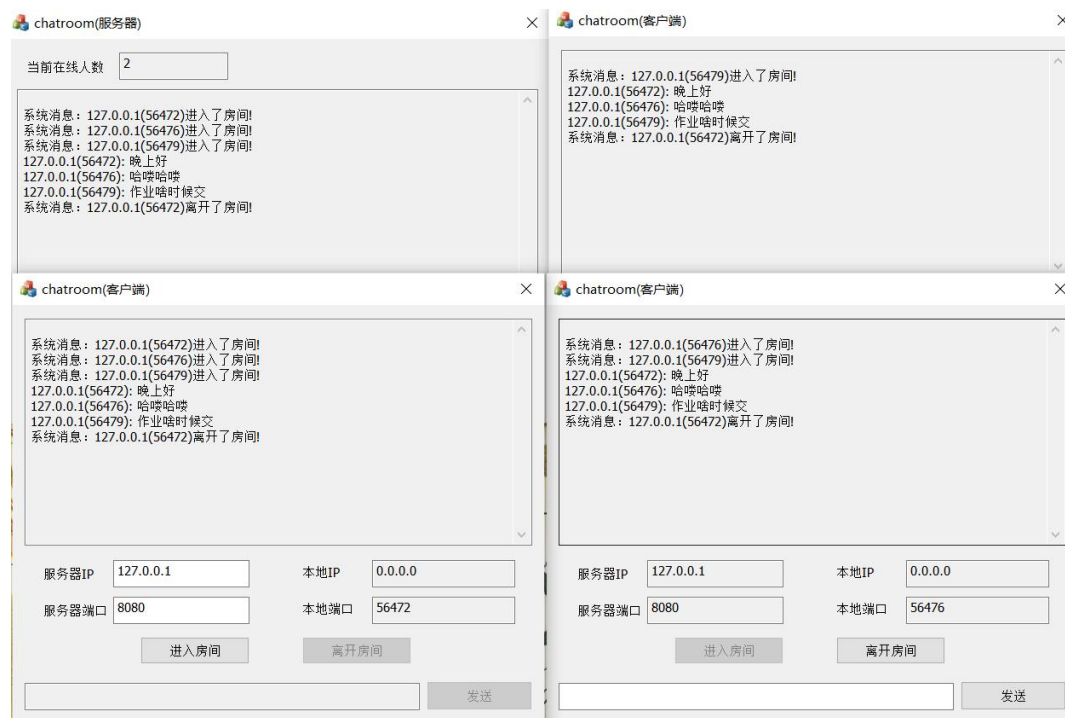 chatroom(服务器)
当前在线人数 2
系统消息：127.0.0.1(56472)进入了房间!
系统消息：127.0.0.1(56476)进入了房间!
系统消息：127.0.0.1(56479)进入了房间!
127.0.0.1(56472): 晚上好
127.0.0.1(56476): 哈喽哈喽
127.0.0.1(56479): 作业啥时候交
系统消息：127.0.0.1(56472)离开了房间!
chatroom(客户端)
系统消息：127.0.0.1(56479)进入了房间!
127.0.0.1(56472): 晚上好
127.0.0.1(56476): 哈喽哈喽
127.0.0.1(56479): 作业啥时候交
系统消息：127.0.0.1(56472)离开了房间!
chatroom(客户端)
系统消息：127.0.0.1(56472)进入了房间!
系统消息：127.0.0.1(56476)进入了房间!
系统消息：127.0.0.1(56479)进入了房间!
127.0.0.1(56472): 晚上好
127.0.0.1(56476): 哈喽哈喽
127.0.0.1(56479): 作业啥时候交
系统消息：127.0.0.1(56472)离开了房间!
服务器IP 127.0.0.1 本地IP 0.0.0.0
服务器端口 8080 本地端口 56472
进入房间 离开房间
发送
chatroom(客户端)
系统消息：127.0.0.1(56476)进入了房间!
系统消息：127.0.0.1(56479)进入了房间!
127.0.0.1(56472): 晚上好
127.0.0.1(56476): 哈喽哈喽
127.0.0.1(56479): 作业啥时候交
系统消息：127.0.0.1(56472)离开了房间!
服务器IP 127.0.0.1 本地IP 0.0.0.0
服务器端口 8080 本地端口 56476
进入房间 离开房间
发送